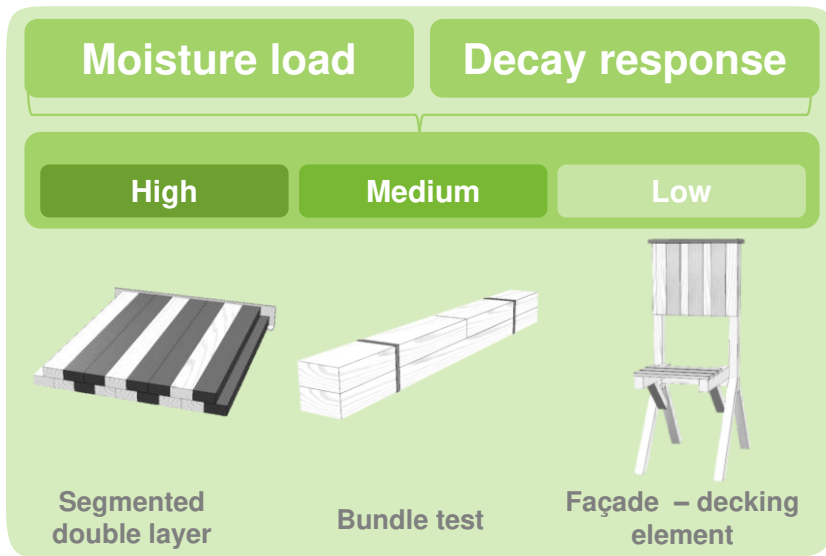 Moisture load
Decay response
High
Medium
Low
Segmented
double layer
Bundle test
Façade – decking
element